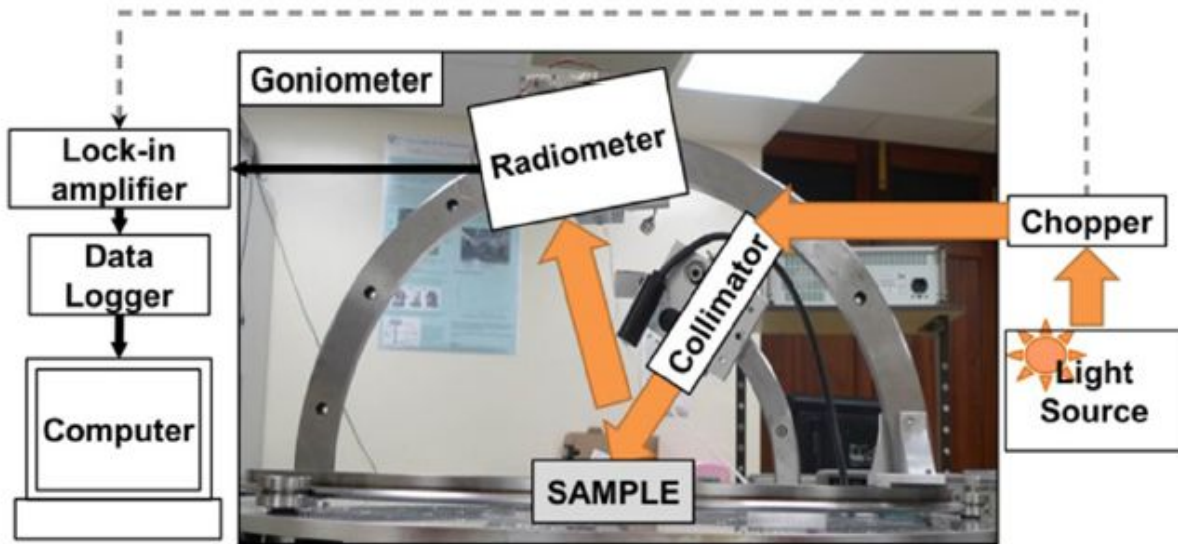 Goniometer
Radiometer
Lock-in
amplifier
Chopper
Data
Logger
Collimator
Light
Source
Computer
SAMPLE